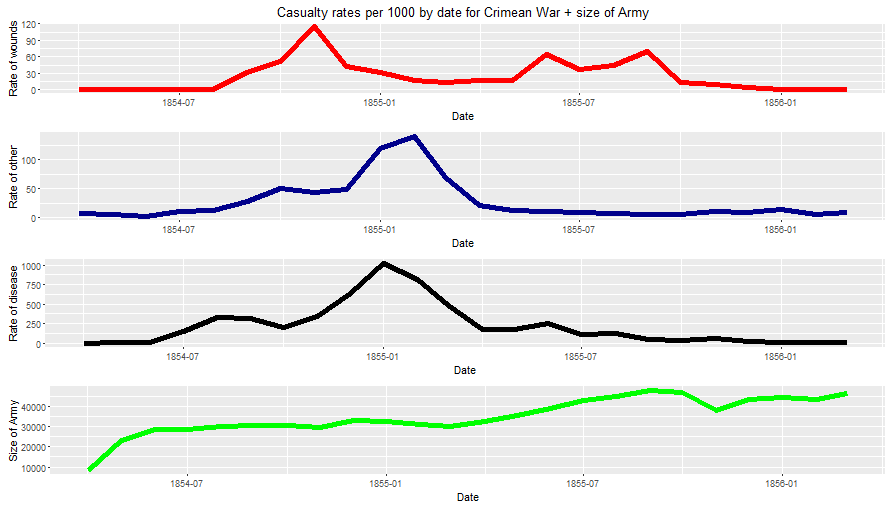 Casualty rates per 1000 by date for Crimean War + size of Army
Rate of wounds
120
90
60
30
0
1854-07 1855-01 1855-07 1856-01
Date
Rate of other
100
50
0
1854-07 1855-01 1855-07 1856-01
Date
Rate of disease
1000
750
500
250
0
1854-07 1855-01 1855-07 1856-01
Date
Size of Army
40000
30000
20000
10000
1854-07 1855-01 1855-07 1856-01
Date